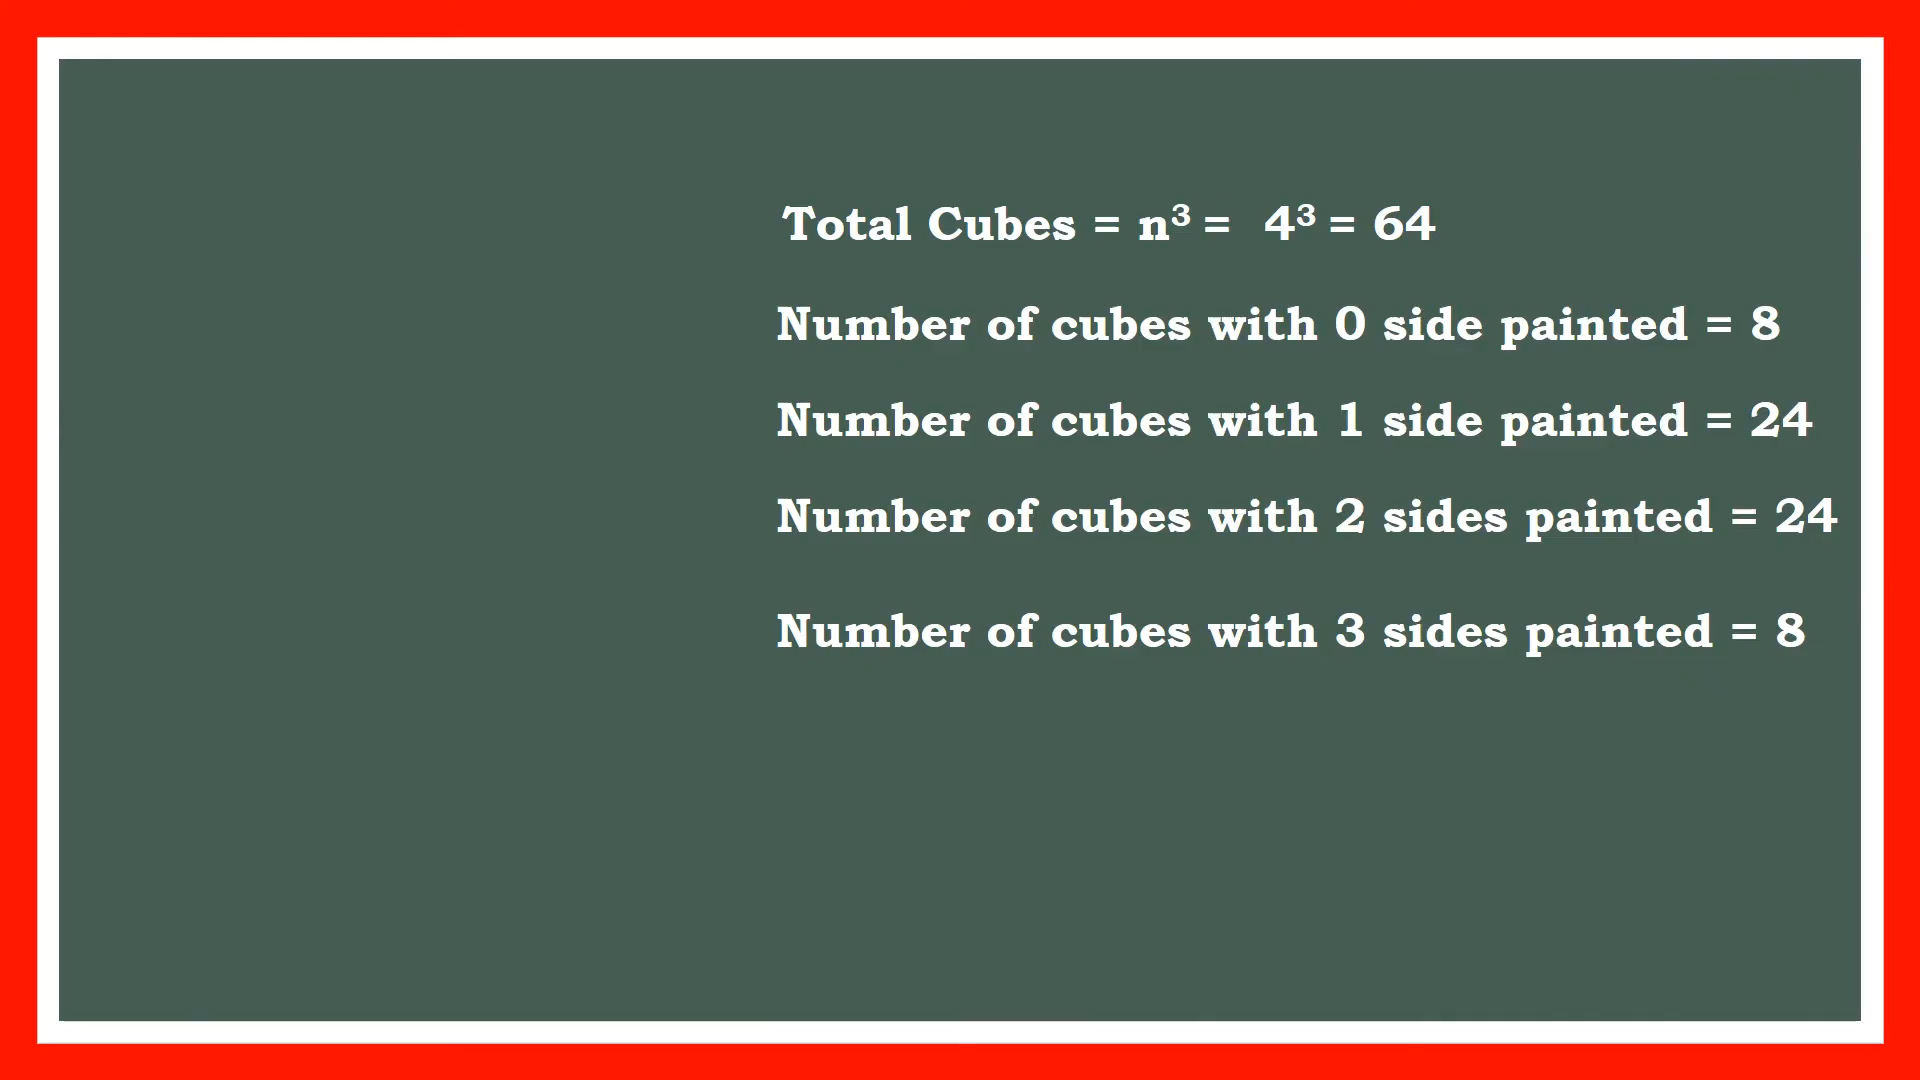 Total Cubes = n³ = 4³ = 64
Number of cubes with 0 side painted = 8
Number of cubes with 1 side painted = 24
Number of cubes with 2 sides painted = 24
Number of cubes with 3 sides painted = 8